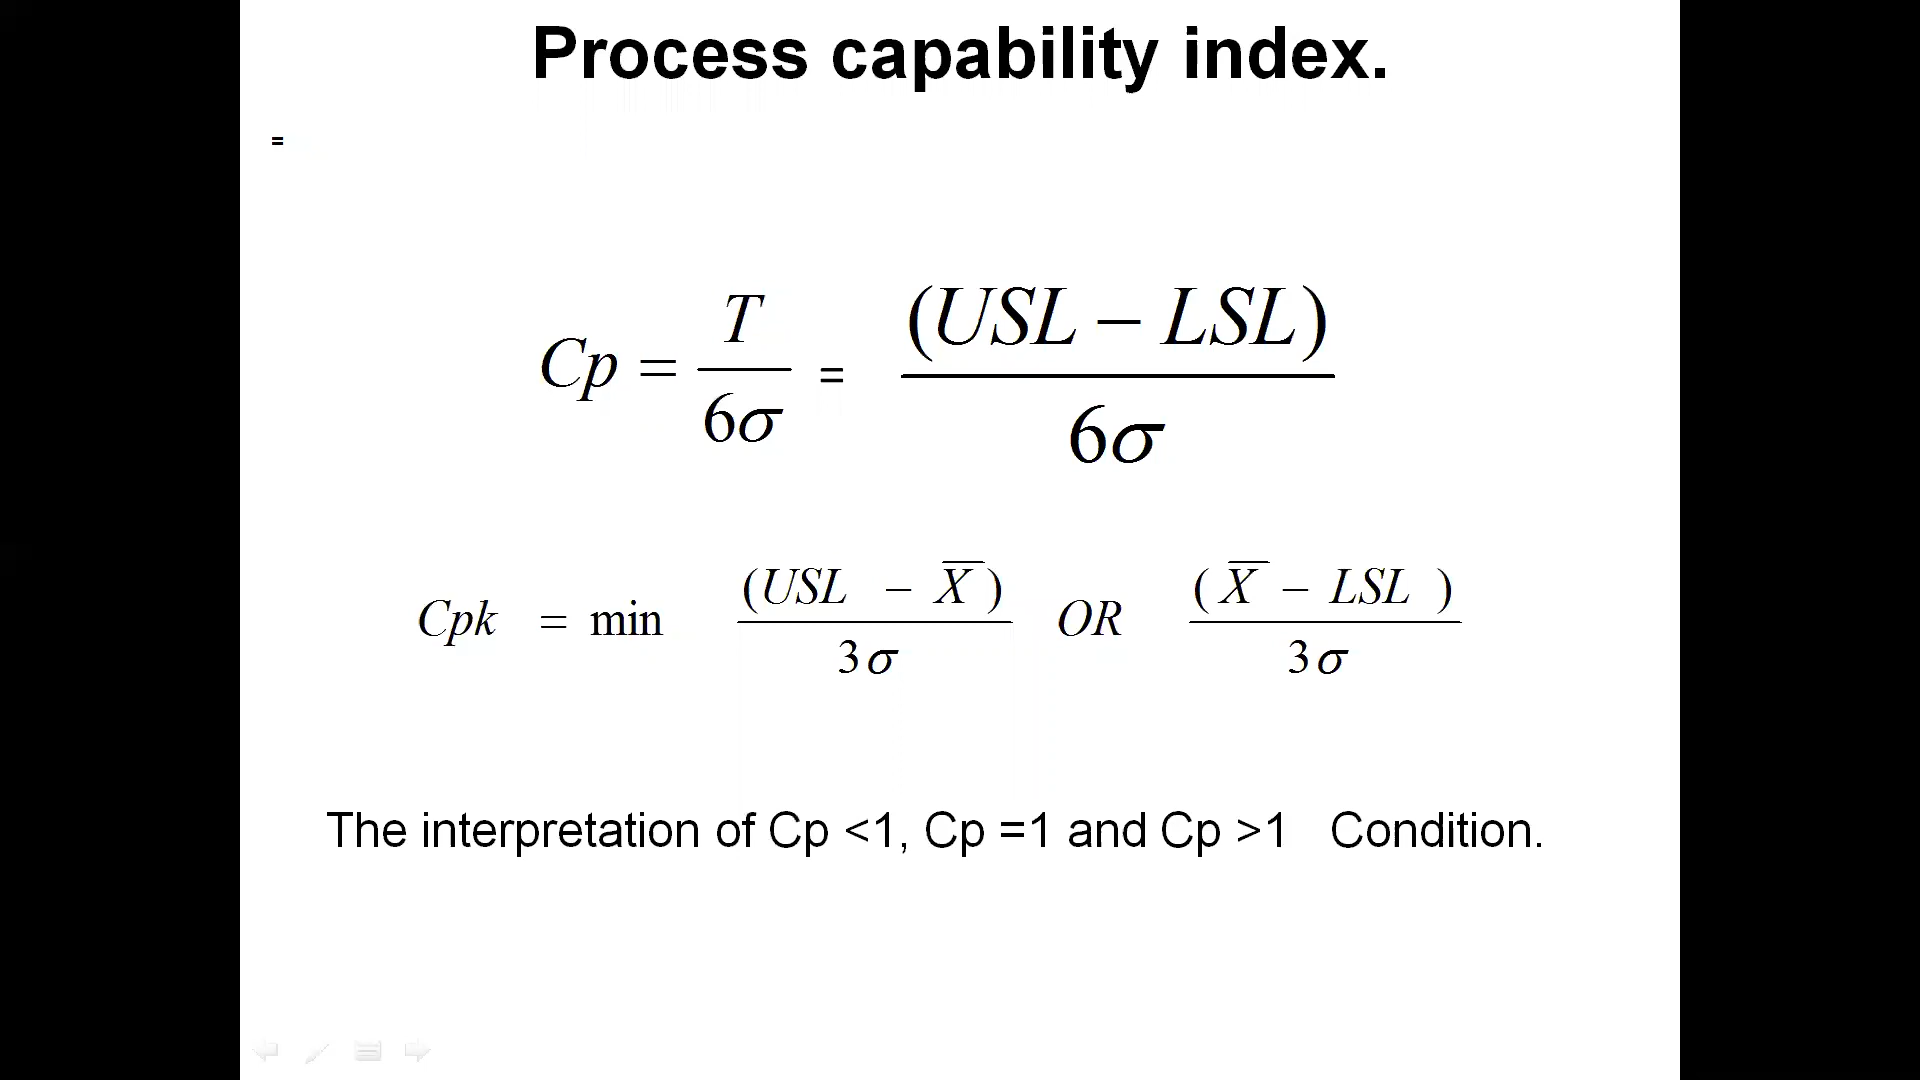 Process capability index.
=
Cp = T / 6σ = (USL – LSL) / 6σ
Cpk = min (USL – X̅) / 3σ OR (X̅ – LSL) / 3σ
The interpretation of Cp <1, Cp =1 and Cp >1 Condition.